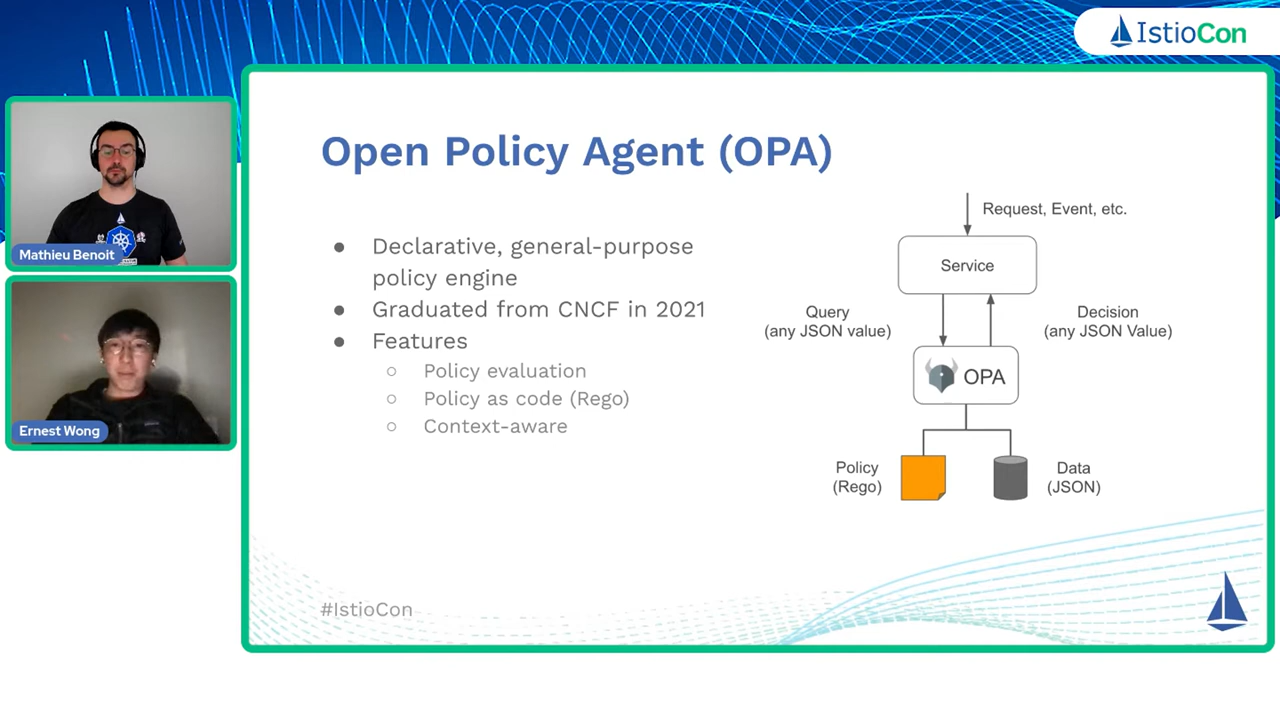 IstioCon
Mathieu Benoit
Ernest Wong
Open Policy Agent (OPA)
● Declarative, general-purpose
policy engine
● Graduated from CNCF in 2021
● Features
○ Policy evaluation
○ Policy as code (Rego)
○ Context-aware
Request, Event, etc.
Service
Query
(any JSON value)
Decision
(any JSON Value)
OPA
Policy
(Rego)
Data
(JSON)
#IstioCon